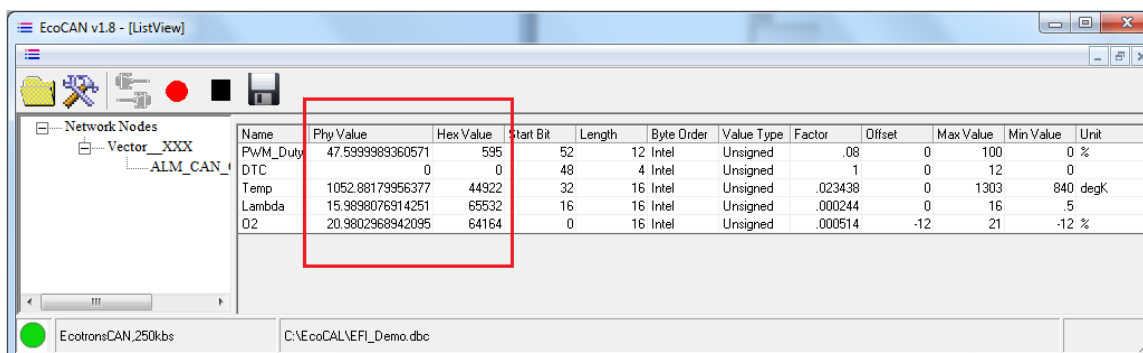 EcoCAN v1.8 - [ListView]
Network Nodes
Vector__XXX
ALM_CAN_
Name Phy Value Hex Value Start Bit Length Byte Order Value Type Factor Offset Max Value Min Value Unit
PWM_Duty 47.5999989360571 595 52 12 Intel Unsigned .08 0 100 0 %
DTC 0 0 48 4 Intel Unsigned 1 0 12 0
Temp 1052.88179956377 44922 32 16 Intel Unsigned .023438 0 1303 840 degK
Lambda 15.9898076914251 65532 16 16 Intel Unsigned .000244 0 16 .5
O2 20.9802968942095 64164 0 16 Intel Unsigned .000514 -12 21 -12 %
EcotronsCAN,250kbs C:\EcoCAL\EFI_Demo.dbc